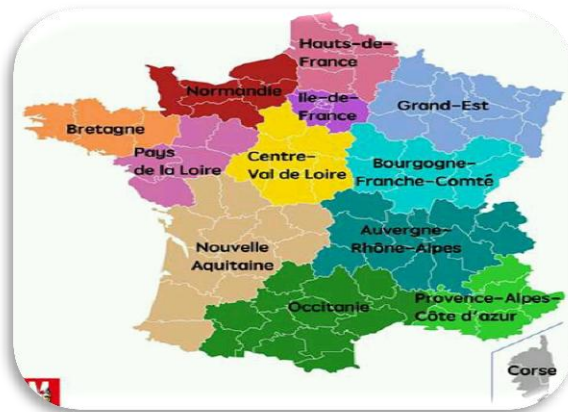 Hauts-de-
France
Normandie
Ile-de-
France
Grand-Est
Bretagne
Pays
de la Loire
Centre-
Val de Loire
Bourgogne-
Franche-Comté
Auvergne-
Rhône-Alpes
Nouvelle
Aquitaine
Occitanie
Provence-Alpes-
Côte d'azur
Corse
M